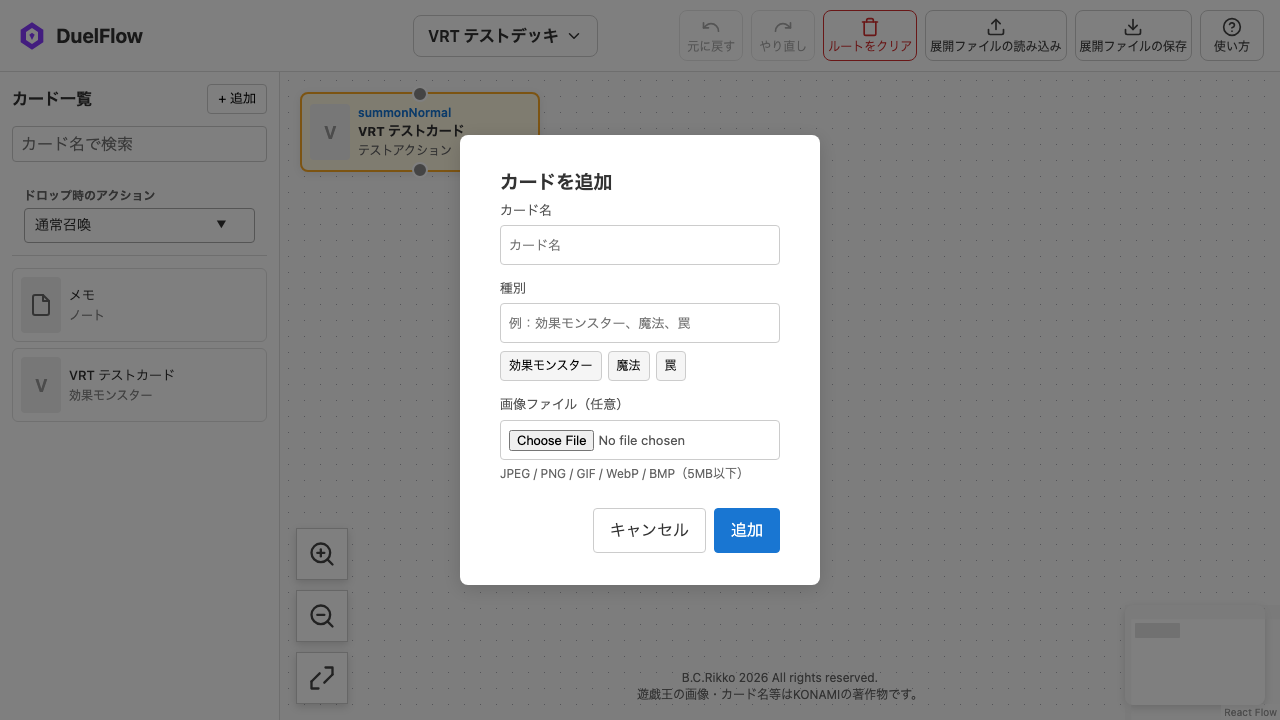 DuelFlow
VRT テストデッキ
元に戻す
やり直し
ルートをクリア
展開ファイルの読み込み
展開ファイルの保存
使い方
カード一覧
+ 追加
カード名で検索
ドロップ時のアクション
通常召喚 ▼
メモ
ノート
V
VRT テストカード
効果モンスター
V
summonNormal
VRT テストカード
テストアクション
カードを追加
カード名
カード名
種別
例：効果モンスター、魔法、罠
効果モンスター
魔法
罠
画像ファイル（任意）
Choose File No file chosen
JPEG / PNG / GIF / WebP / BMP（5MB以下）
キャンセル
追加
B.C.Rikko 2026 All rights reserved.
遊戯王の画像・カード名等はKONAMIの著作物です。
React Flow